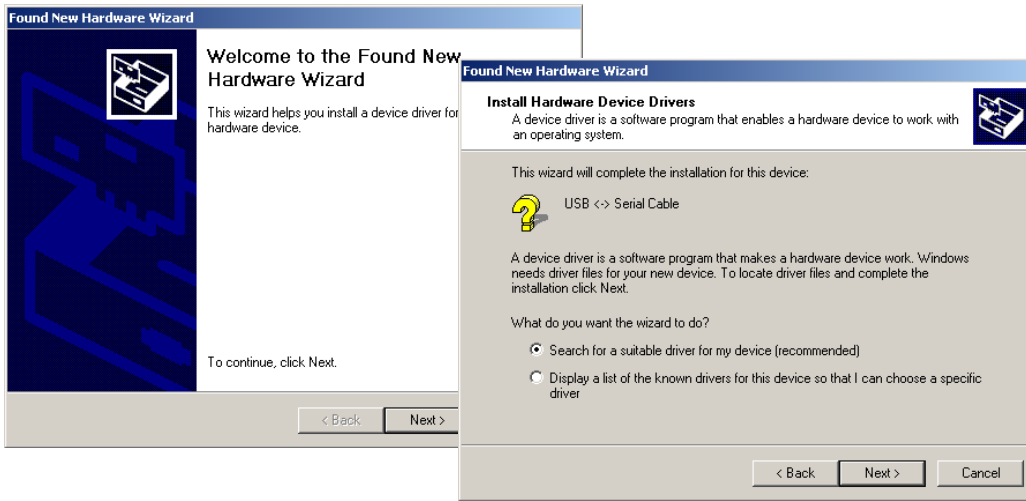 Found New Hardware Wizard
Welcome to the Found New
Hardware Wizard
This wizard helps you install a device driver for
hardware device.
To continue, click Next.
< Back
Next >
Found New Hardware Wizard
Install Hardware Device Drivers
A device driver is a software program that enables a hardware device to work with
an operating system.
This wizard will complete the installation for this device:
USB <-> Serial Cable
A device driver is a software program that makes a hardware device work. Windows
needs driver files for your new device. To locate driver files and complete the
installation click Next.
What do you want the wizard to do?
Search for a suitable driver for my device (recommended)
Display a list of the known drivers for this device so that I can choose a specific
driver
< Back
Next >
Cancel